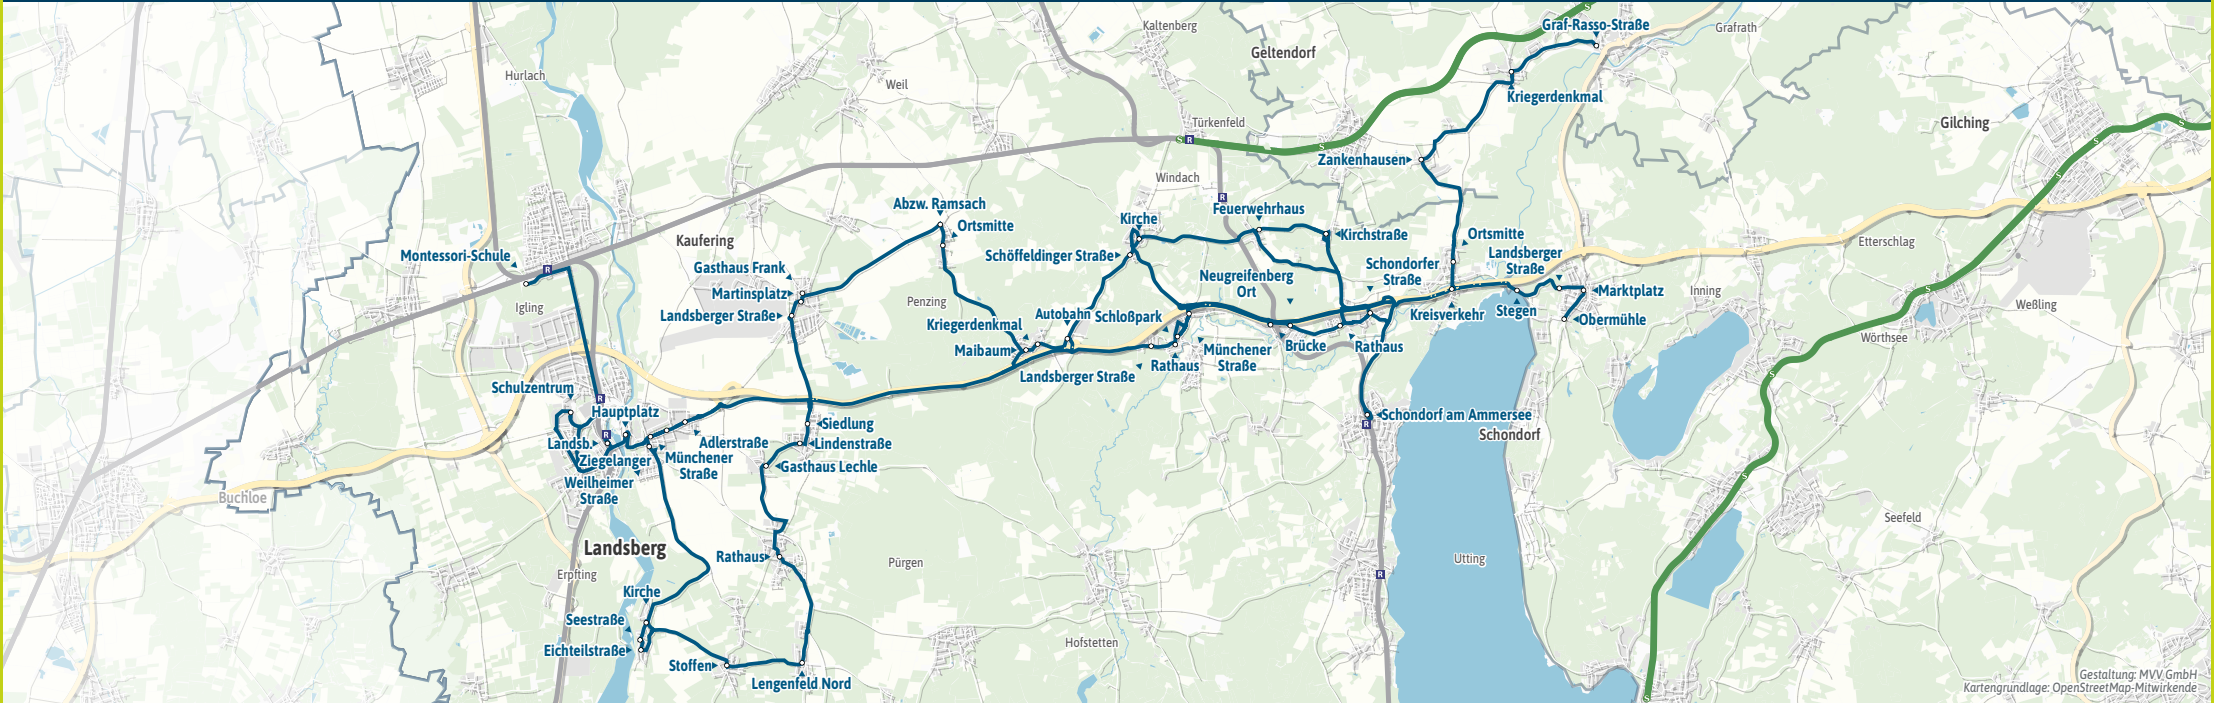 Kaltenberg
Graf-Rasso-Straße
Grafrath
Geltendorf
Hurlach
Weil
Kriegerdenkmal
Türkenfeld
Gilching
S
R
S
Zankenhausen
Windach
R
Abzw. Ramsach
Ortsmitte
Kirche
Feuerwehrhaus
Kirchstraße
Ortsmitte
Kaufering
Etterschlag
Montessori-Schule
R
Schöffeldinger Straße
Landsberger
Straße
Gasthaus Frank
Schondorfer
Straße
Neugreifenberg
Ort
Martinsplatz
Marktplatz
Inning
Igling
Penzing
Weßling
Landsberger Straße
Autobahn
Schloßpark
Kreisverkehr
Stegen
Obermühle
Kriegerdenkmal
Maibaum
Münchener
Straße
Brücke
Rathaus
Wörthsee
Landsberger Straße
Rathaus
Schulzentrum
R
Hauptplatz
Schondorf am Ammersee
R
Siedlung
Schondorf
Landsb.
R
Adlerstraße
Lindenstraße
Ziegelanger
Münchener
Straße
Gasthaus Lechle
Weilheimer
Straße
Buchloe
Seefeld
Landsberg
Rathaus
Pürgen
Utting
Erpfting
R
Kirche
Seestraße
Hofstetten
Eichteilstraße
Stoffen
Lengenfeld Nord
Gestaltung: MVV GmbH
Kartengrundlage: OpenStreetMap-Mitwirkende